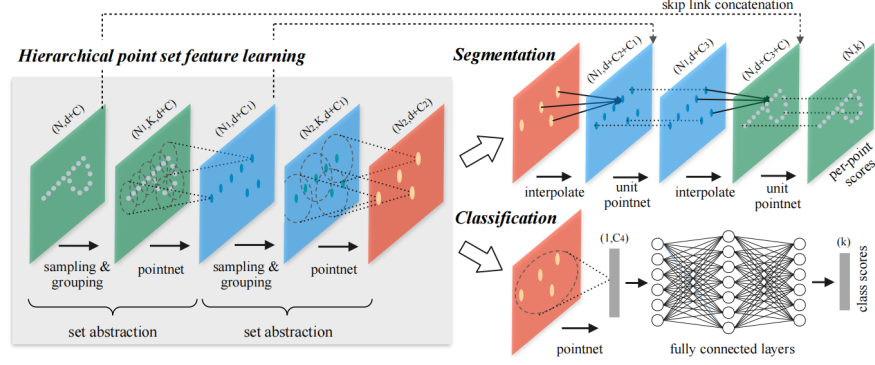 skip link concatenation
Hierarchical point set feature learning
Segmentation
(N,d+C)
(N1,K,d+C)
(N1,d+C1)
(N2,K,d+C1)
(N2,d+C2)
(N1,d+C2+C1)
(N1,d+C3)
(N,d+C3+C)
(N,k)
sampling &
grouping
pointnet
sampling &
grouping
pointnet
set abstraction
set abstraction
interpolate
unit
pointnet
interpolate
unit
pointnet
per-point
scores
Classification
(1,C4)
(k)
class scores
pointnet
fully connected layers